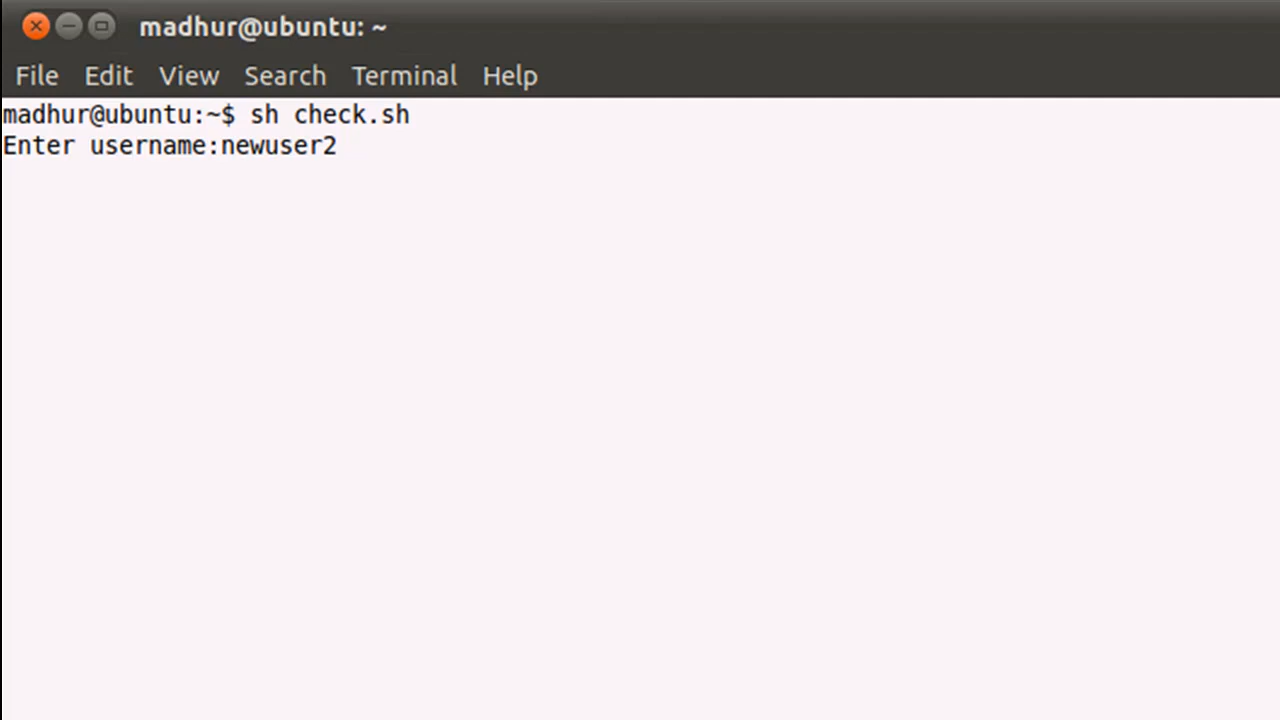 madhur@ubuntu: ~
File Edit View Search Terminal Help
madhur@ubuntu:~$ sh check.sh
Enter username:newuser2